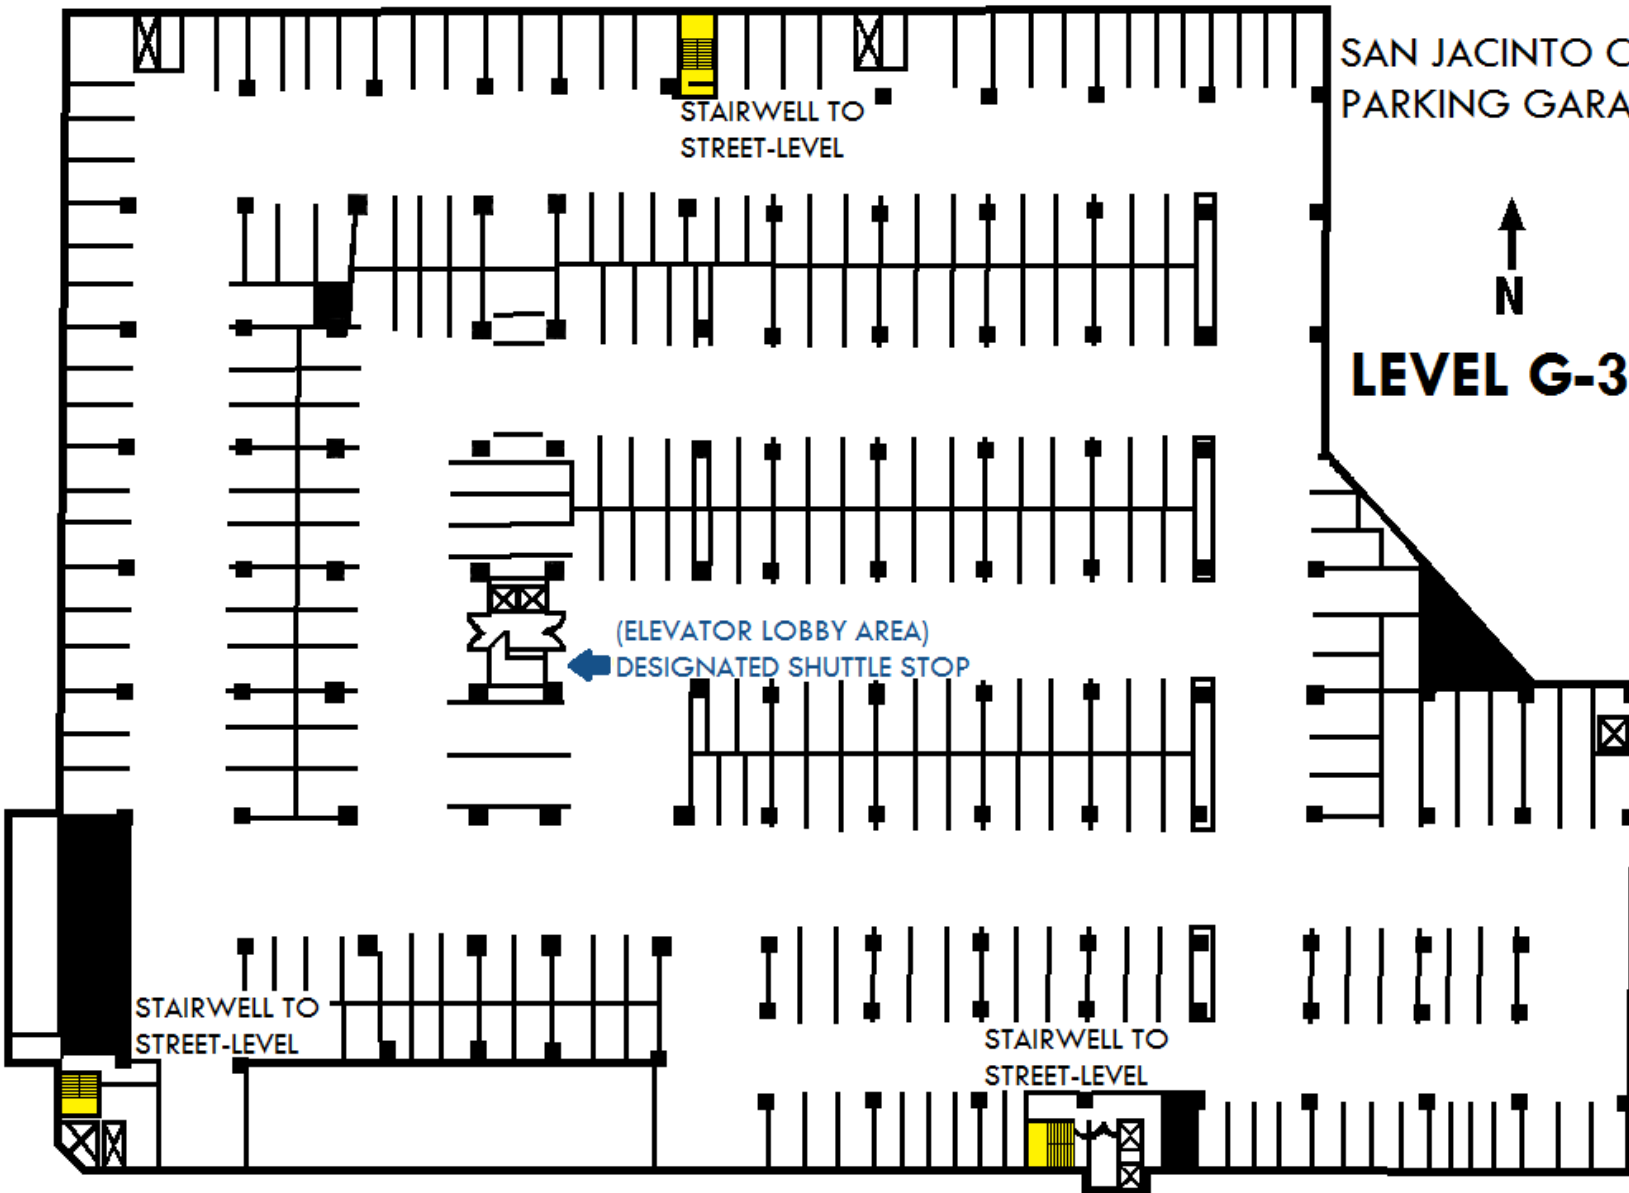 SAN JACINTO
PARKING
STAIRWELL TO
STREET-LEVEL
N
LEVEL G-3
(ELEVATOR LOBBY AREA)
DESIGNATED SHUTTLE STOP
STAIRWELL TO
STREET-LEVEL
STAIRWELL TO
STREET-LEVEL